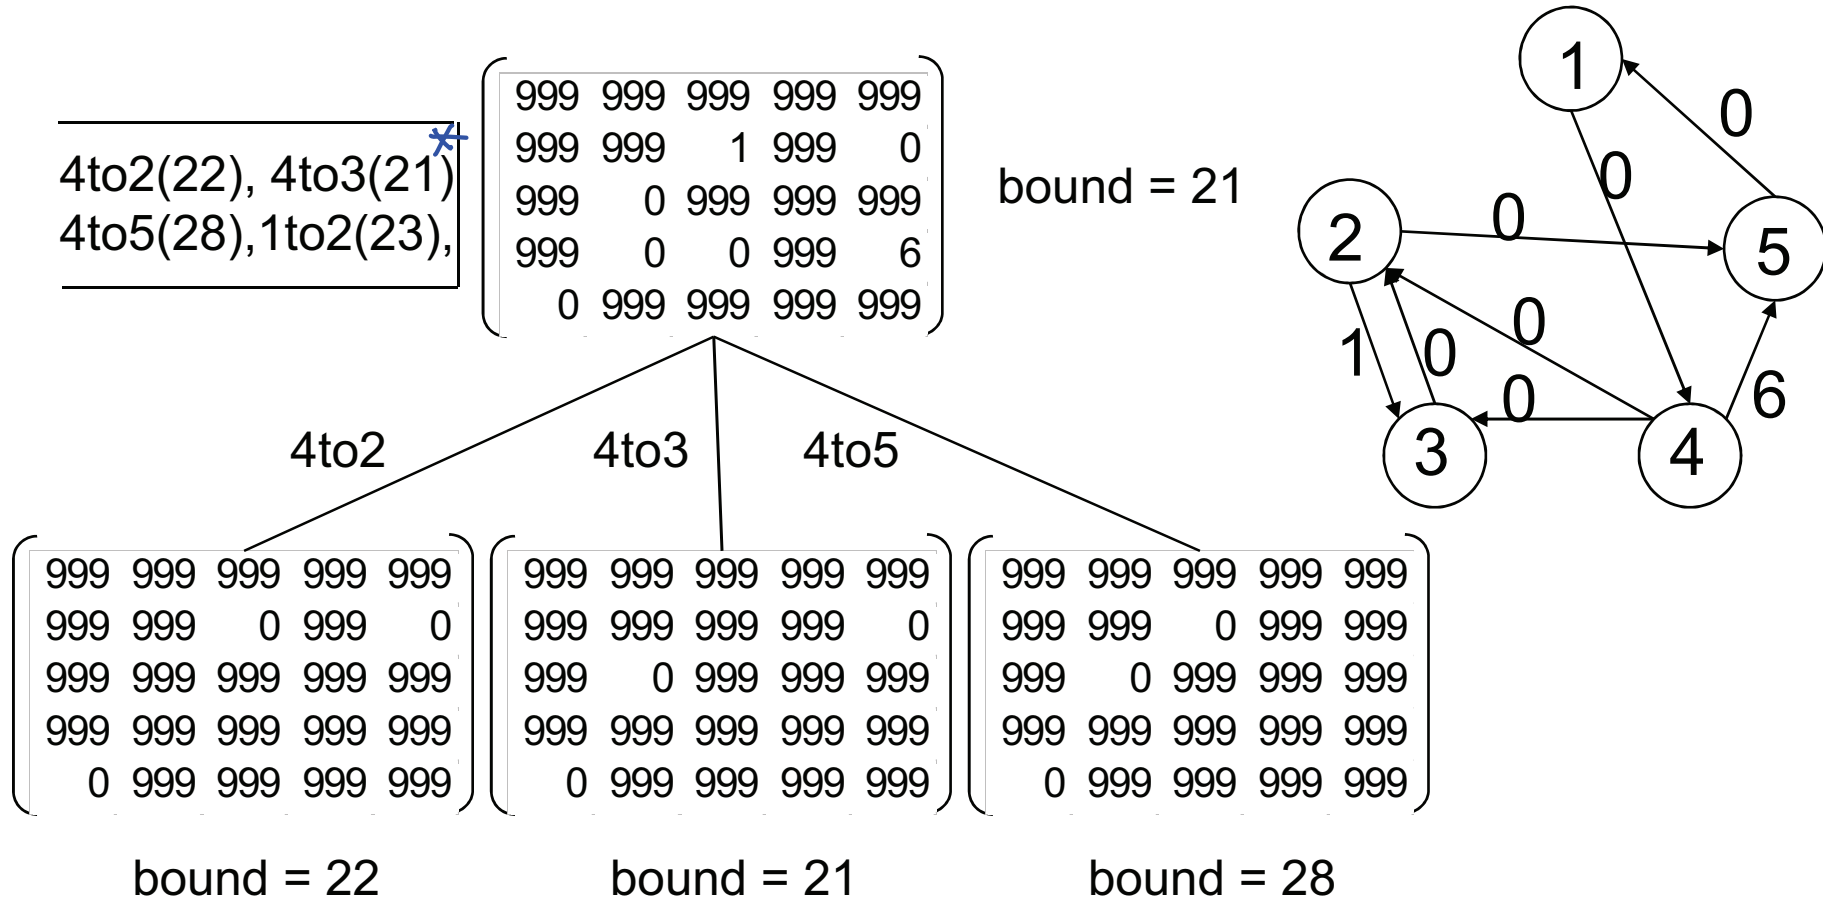 4to2(22), 4to3(21)
4to5(28),1to2(23),
999 999 999 999 999
999 999 1 999 0
999 0 999 999 999
999 0 0 999 6
0 999 999 999 999
bound = 21
1
0
0
2
0
5
1
0
0
0
6
3
4
4to2
4to3
4to5
999 999 999 999 999
999 999 0 999 0
999 999 999 999 999
999 999 999 999 999
0 999 999 999 999
bound = 22
999 999 999 999 999
999 999 999 999 0
999 0 999 999 999
999 999 999 999 999
0 999 999 999 999
bound = 21
999 999 999 999 999
999 999 0 999 999
999 0 999 999 999
999 999 999 999 999
0 999 999 999 999
bound = 28